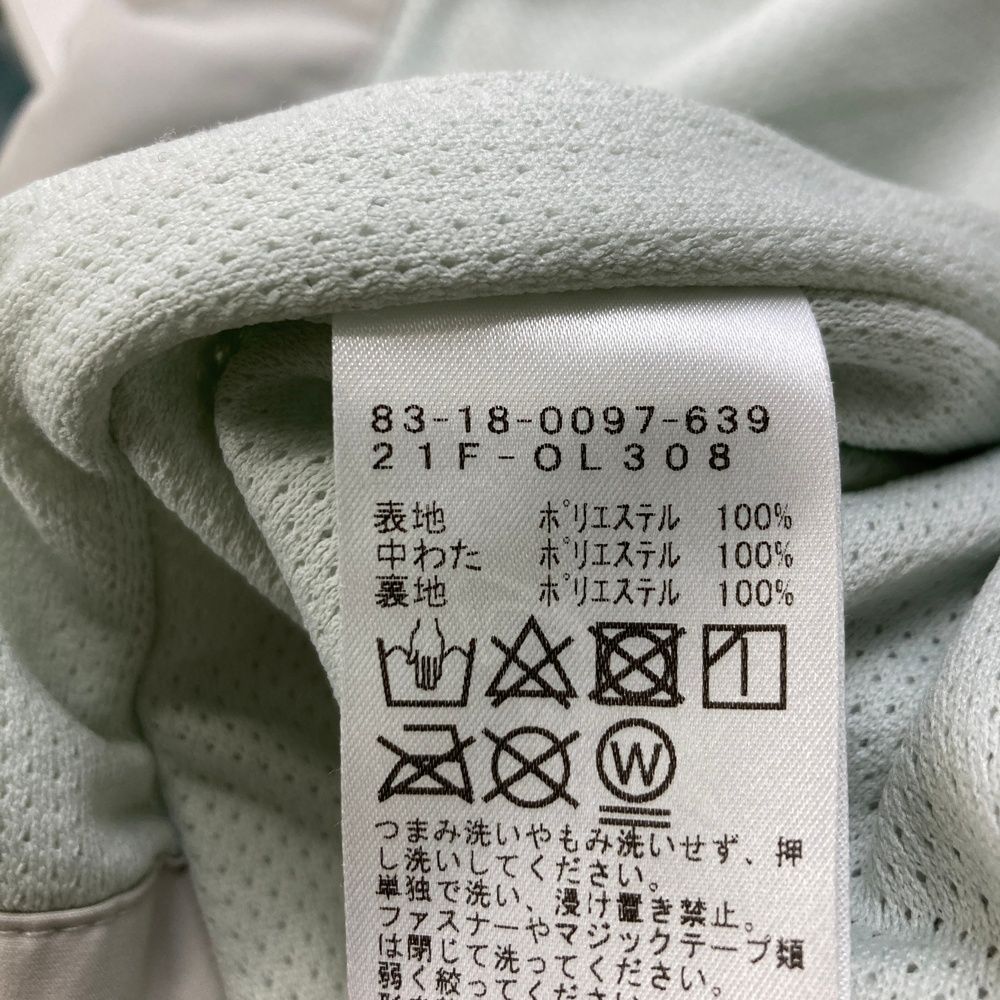 83-18-0097-639
21F-OL308
表地 ポリエステル 100%
中わた ポリエステル 100%
裏地 ポリエステル 100%
W
つまみ洗いやもみ洗いせず、押
し洗いしてください。
単独で洗い、浸け置き禁止。
ファスナーやマジックテープ類
は閉じて洗ってください。
弱く絞ってください。